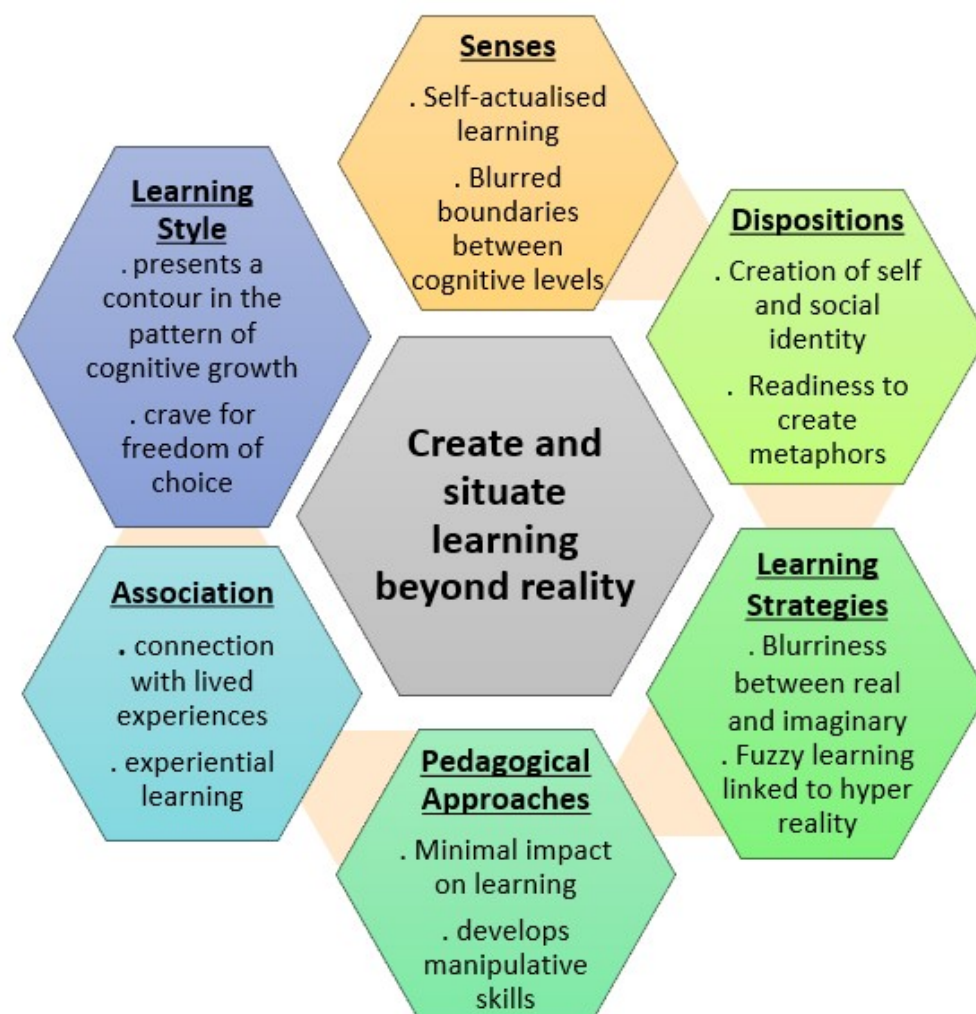 Senses
. Self-actualised
learning
. Blurred
boundaries
between
cognitive levels
Dispositions
. Creation of self
and social
identity
. Readiness to
create
metaphors
Learning
Strategies
. Blurriness
between real
and imaginary
. Fuzzy learning
linked to hyper
reality
Pedagogical
Approaches
. Minimal impact
on learning
. develops
manipulative
skills
Association
. connection
with lived
experiences
. experiential
learning
Learning
Style
. presents a
contour in the
pattern of
cognitive growth
. crave for
freedom of
choice
Create and
situate
learning
beyond reality